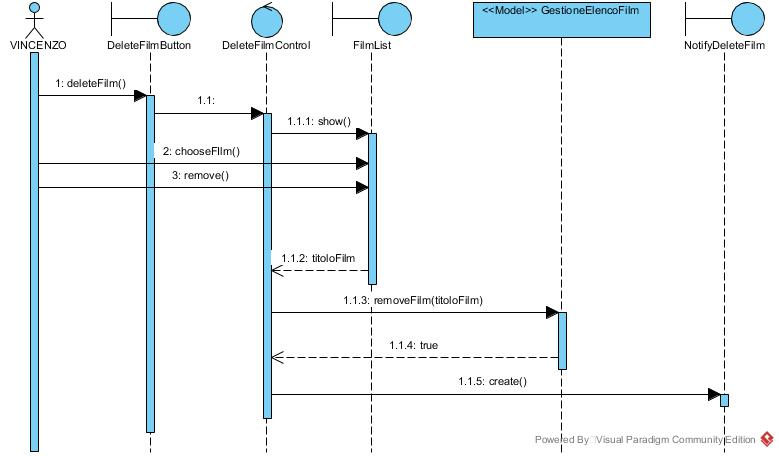 <<Model>> GestioneElencoFilm
VINCENZO
DeleteFilmButton
DeleteFilmControl
FilmList
NotifyDeleteFilm
1: deleteFilm()
1.1:
1.1.1: show()
2: chooseFIlm()
3: remove()
1.1.2: titoloFilm
1.1.3: removeFilm(titoloFilm)
1.1.4: true
1.1.5: create()
Powered By Visual Paradigm Community Edition